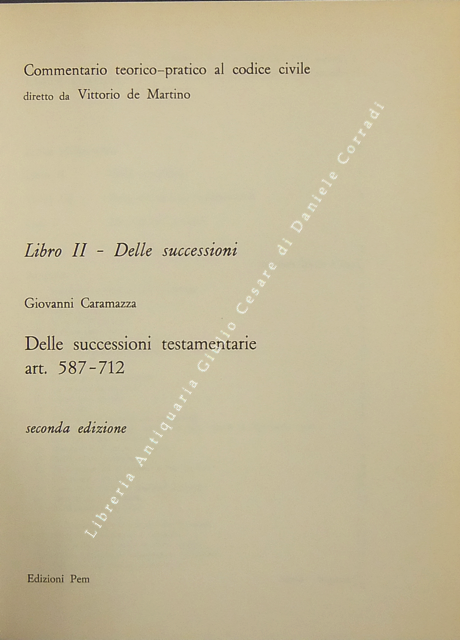 Commentario teorico-pratico al codice civile
diretto da Vittorio de Martino
Libro II - Delle successioni
Giovanni Caramazza
Delle successioni testamentarie
art. 587-712
seconda edizione
Edizioni Pem
Libreria Antiquaria Giulio Cesare di Daniele Corradi